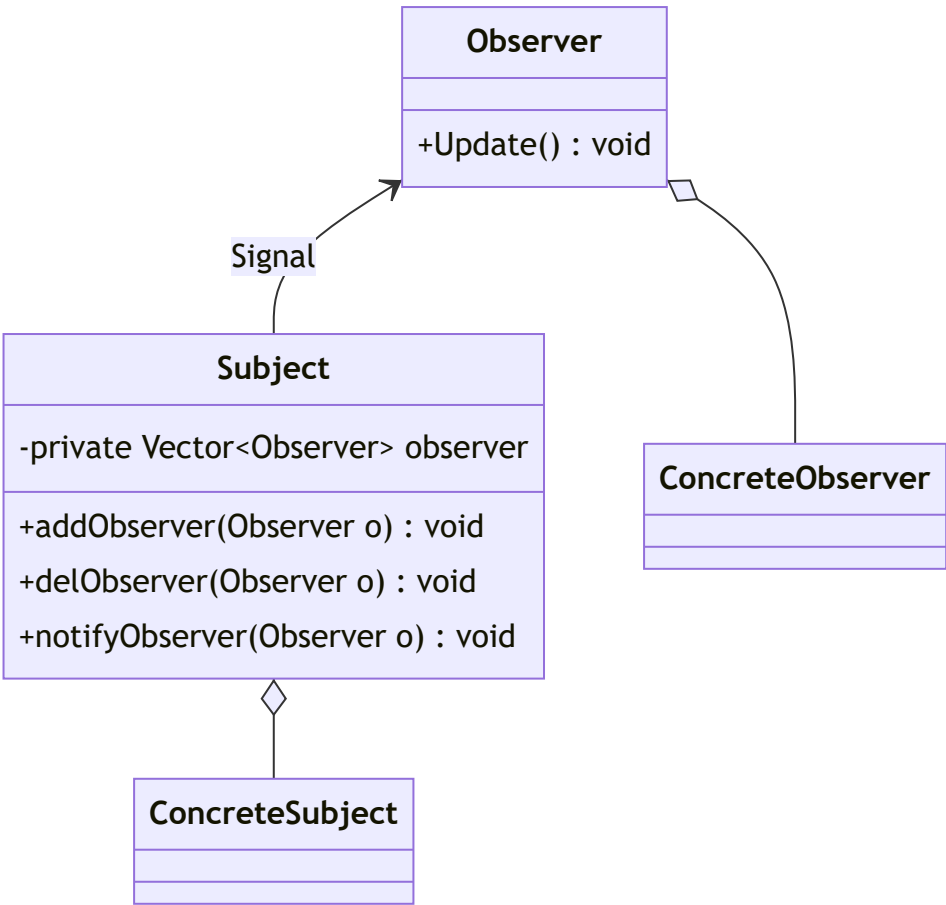 Observer
+Update() : void
Signal
Subject
-private Vector<Observer> observer
+addObserver(Observer o) : void
+delObserver(Observer o) : void
+notifyObserver(Observer o) : void
ConcreteObserver
ConcreteSubject